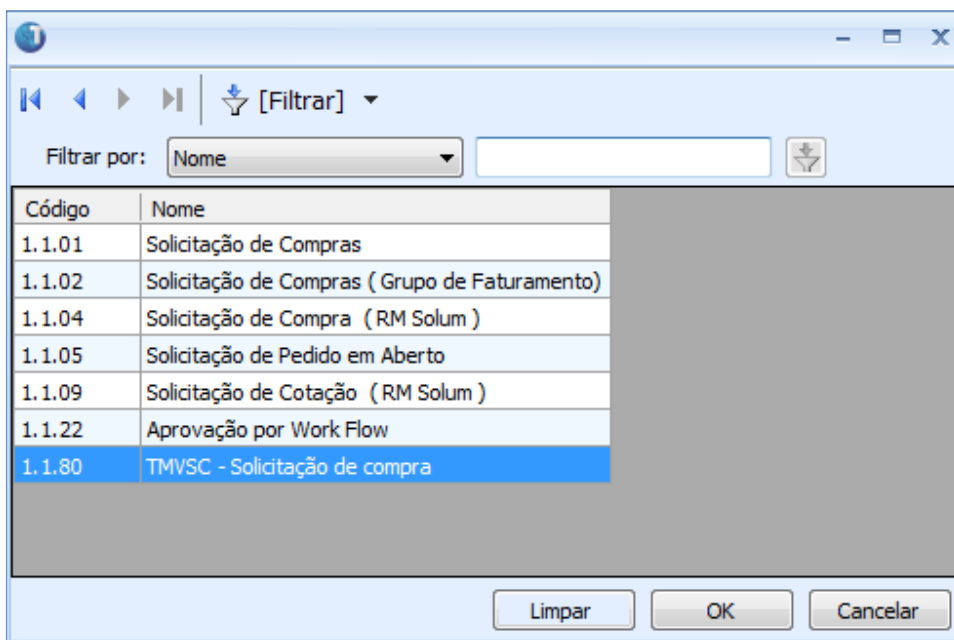 [Filtrar]
Filtrar por: Nome
Código Nome
1.1.01 Solicitação de Compras
1.1.02 Solicitação de Compras ( Grupo de Faturamento)
1.1.04 Solicitação de Compra ( RM Solum )
1.1.05 Solicitação de Pedido em Aberto
1.1.09 Solicitação de Cotação ( RM Solum )
1.1.22 Aprovação por Work Flow
1.1.80 TMVSC - Solicitação de compra
Limpar OK Cancelar